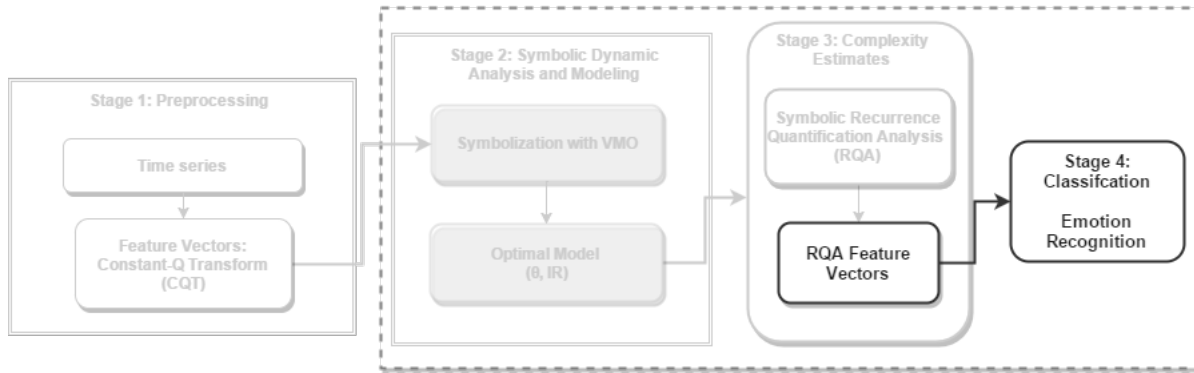 Stage 1: Preprocessing
Time series
Feature Vectors:
Constant-Q Transform
(CQT)
Stage 2: Symbolic Dynamic
Analysis and Modeling
Symbolization with VMO
Optimal Model
(θ, IR)
Stage 3: Complexity
Estimates
Symbolic Recurrence
Quantification Analysis
(RQA)
RQA Feature
Vectors
Stage 4:
Classifcation
Emotion
Recognition